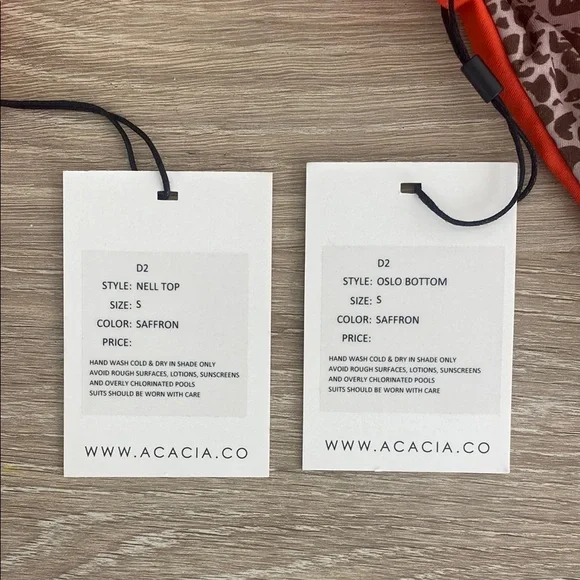 D2
STYLE: NELL TOP
SIZE: S
COLOR: SAFFRON
PRICE:
HAND WASH COLD & DRY IN SHADE ONLY
AVOID ROUGH SURFACES, LOTIONS, SUNSCREENS
AND OVERLY CHLORINATED POOLS
SUITS SHOULD BE WORN WITH CARE
WWW.ACACIA.CO
D2
STYLE: OSLO BOTTOM
SIZE: S
COLOR: SAFFRON
PRICE:
HAND WASH COLD & DRY IN SHADE ONLY
AVOID ROUGH SURFACES, LOTIONS, SUNSCREENS
AND OVERLY CHLORINATED POOLS
SUITS SHOULD BE WORN WITH CARE
WWW.ACACIA.CO